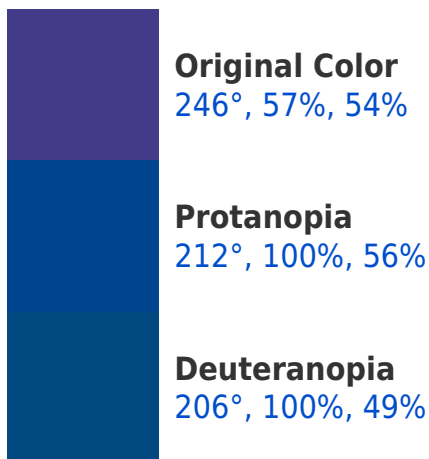 Original Color
246°, 57%, 54%
Protanopia
212°, 100%, 56%
Deuteranopia
206°, 100%, 49%